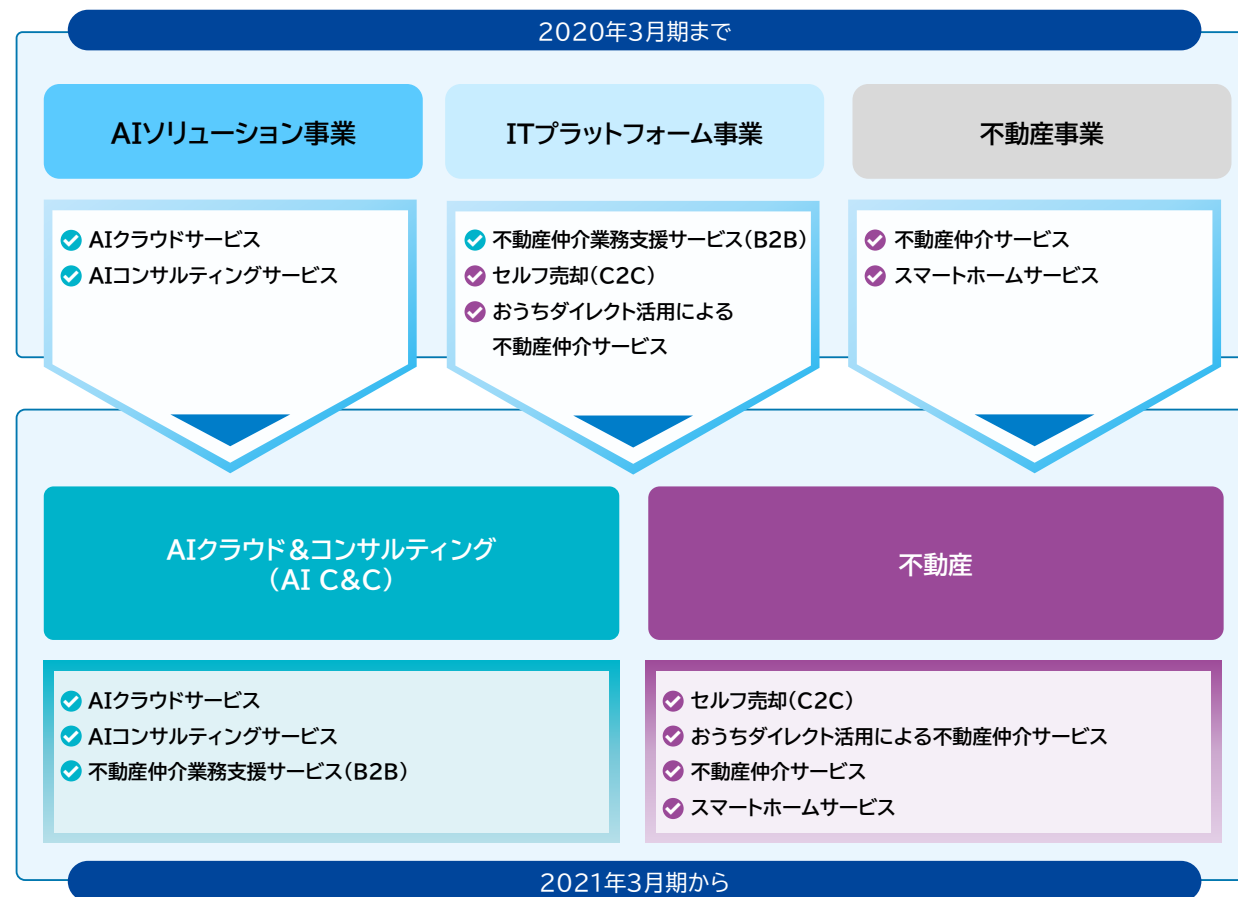 2020年3月期まで
AIソリューション事業
ITプラットフォーム事業
不動産事業
AIクラウドサービス
AIコンサルティングサービス
不動産仲介業務支援サービス(B2B)
セルフ売却(C2C)
おうちダイレクト活用による
不動産仲介サービス
不動産仲介サービス
スマートホームサービス
AIクラウド&コンサルティング
(AI C&C)
不動産
AIクラウドサービス
AIコンサルティングサービス
不動産仲介業務支援サービス(B2B)
セルフ売却(C2C)
おうちダイレクト活用による不動産仲介サービス
不動産仲介サービス
スマートホームサービス
2021年3月期から